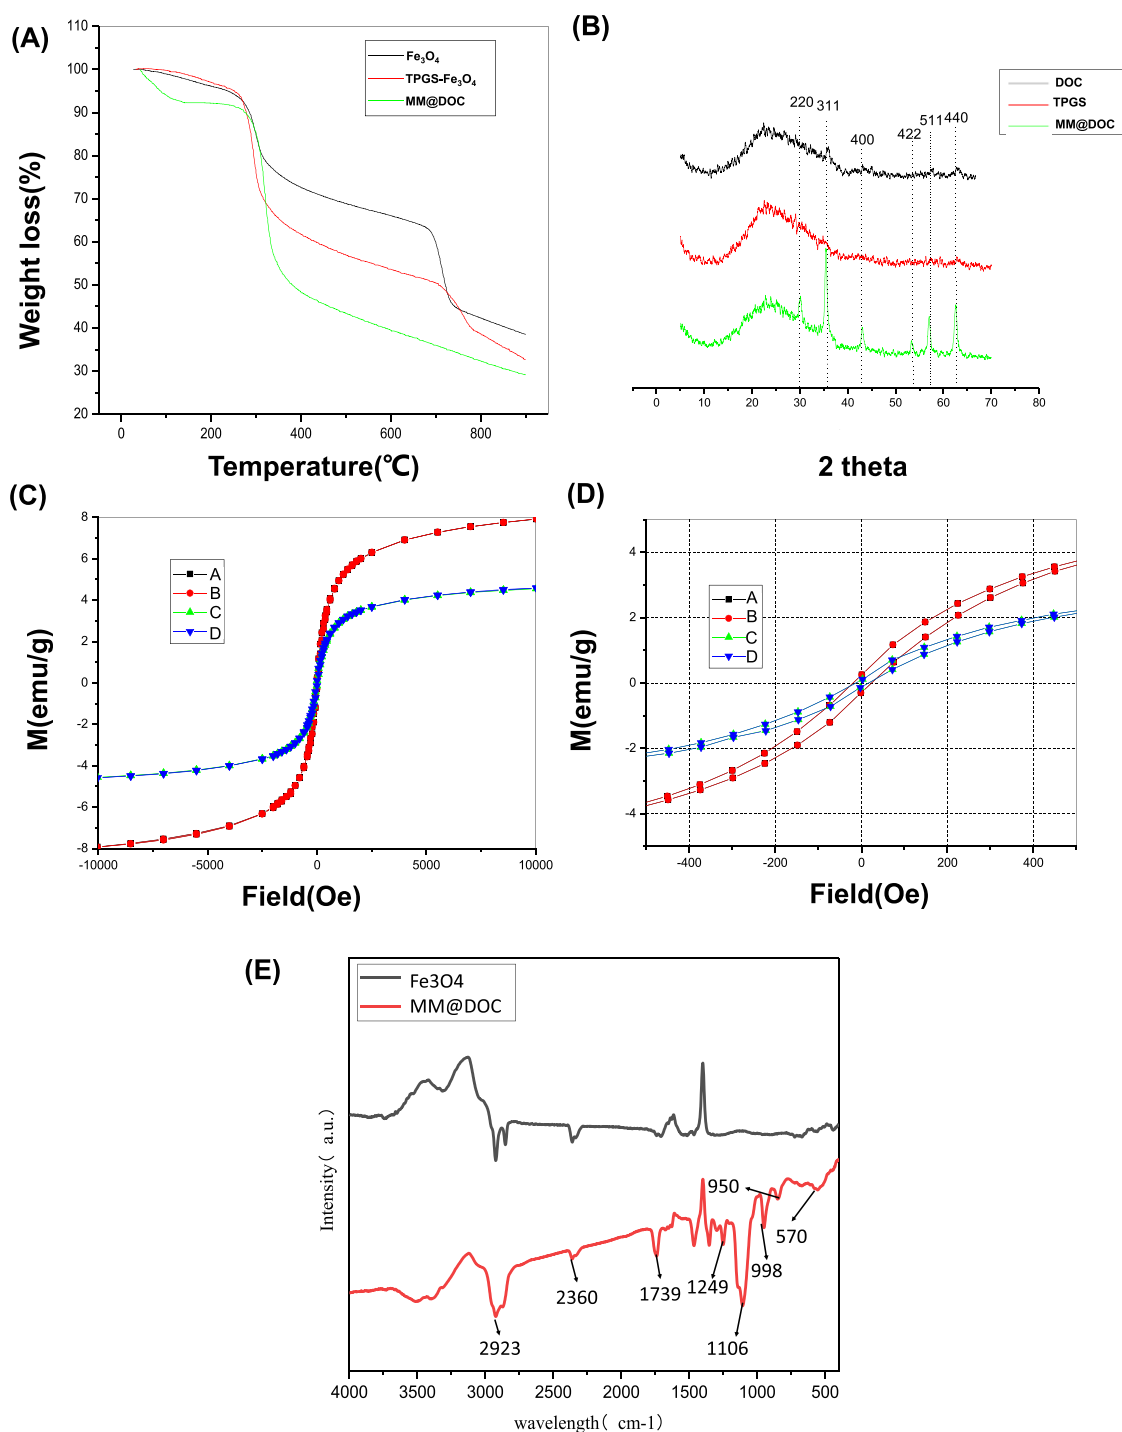 (A)
110
100
90
80
70
60
50
40
30
20
Weight loss(%)
Fe₃O₄
TPGS-Fe₃O₄
MM@DOC
0
200
400
600
800
Temperature(℃)
(B)
DOC
TPGS
MM@DOC
220
311
400
422
511
440
0
10
20
30
40
50
60
70
80
2 theta
(C)
8
6
4
2
0
-2
-4
-6
-8
M(emu/g)
A
B
C
D
-10000
-5000
0
5000
10000
Field(Oe)
(D)
4
2
0
-2
-4
M(emu/g)
A
B
C
D
-400
-200
0
200
400
Field(Oe)
(E)
Fe3O4
MM@DOC
Intensity( a.u.)
950
570
998
1249
1739
2360
2923
1106
4000
3500
3000
2500
2000
1500
1000
500
wavelength( cm-1)